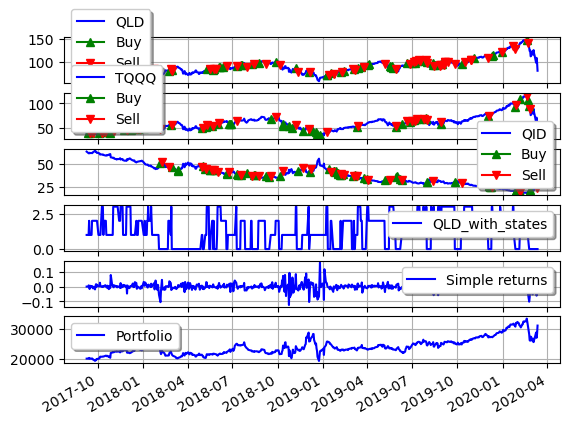 QLD
Buy
Sell
150
100
TQQQ
Buy
Sell
100
50
QID
Buy
Sell
50
25
QLD_with_states
2.5
0.0
Simple returns
0.1
0.0
−0.1
Portfolio
30000
20000
2017-10
2018-01
2018-04
2018-07
2018-10
2019-01
2019-04
2019-07
2019-10
2020-01
2020-04